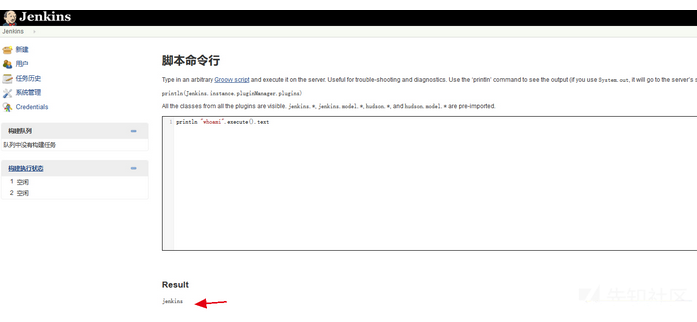 Jenkins
Jenkins
新建
用户
任务历史
系统管理
Credentials
构建队列
队列中没有构建任务
构建执行状态
1 空闲
2 空闲
脚本命令行
Type in an arbitrary Groovy script and execute it on the server. Useful for trouble-shooting and diagnostics. Use the 'println' command to see the output (if you use System.out, it will go to the server's s
println(Jenkins.instance.pluginManager.plugins)
All the classes from all the plugins are visible. jenkins.*, jenkins.model.*, hudson.*, and hudson.model.* are pre-imported.
1 println "whoami".execute().text
Result
jenkins